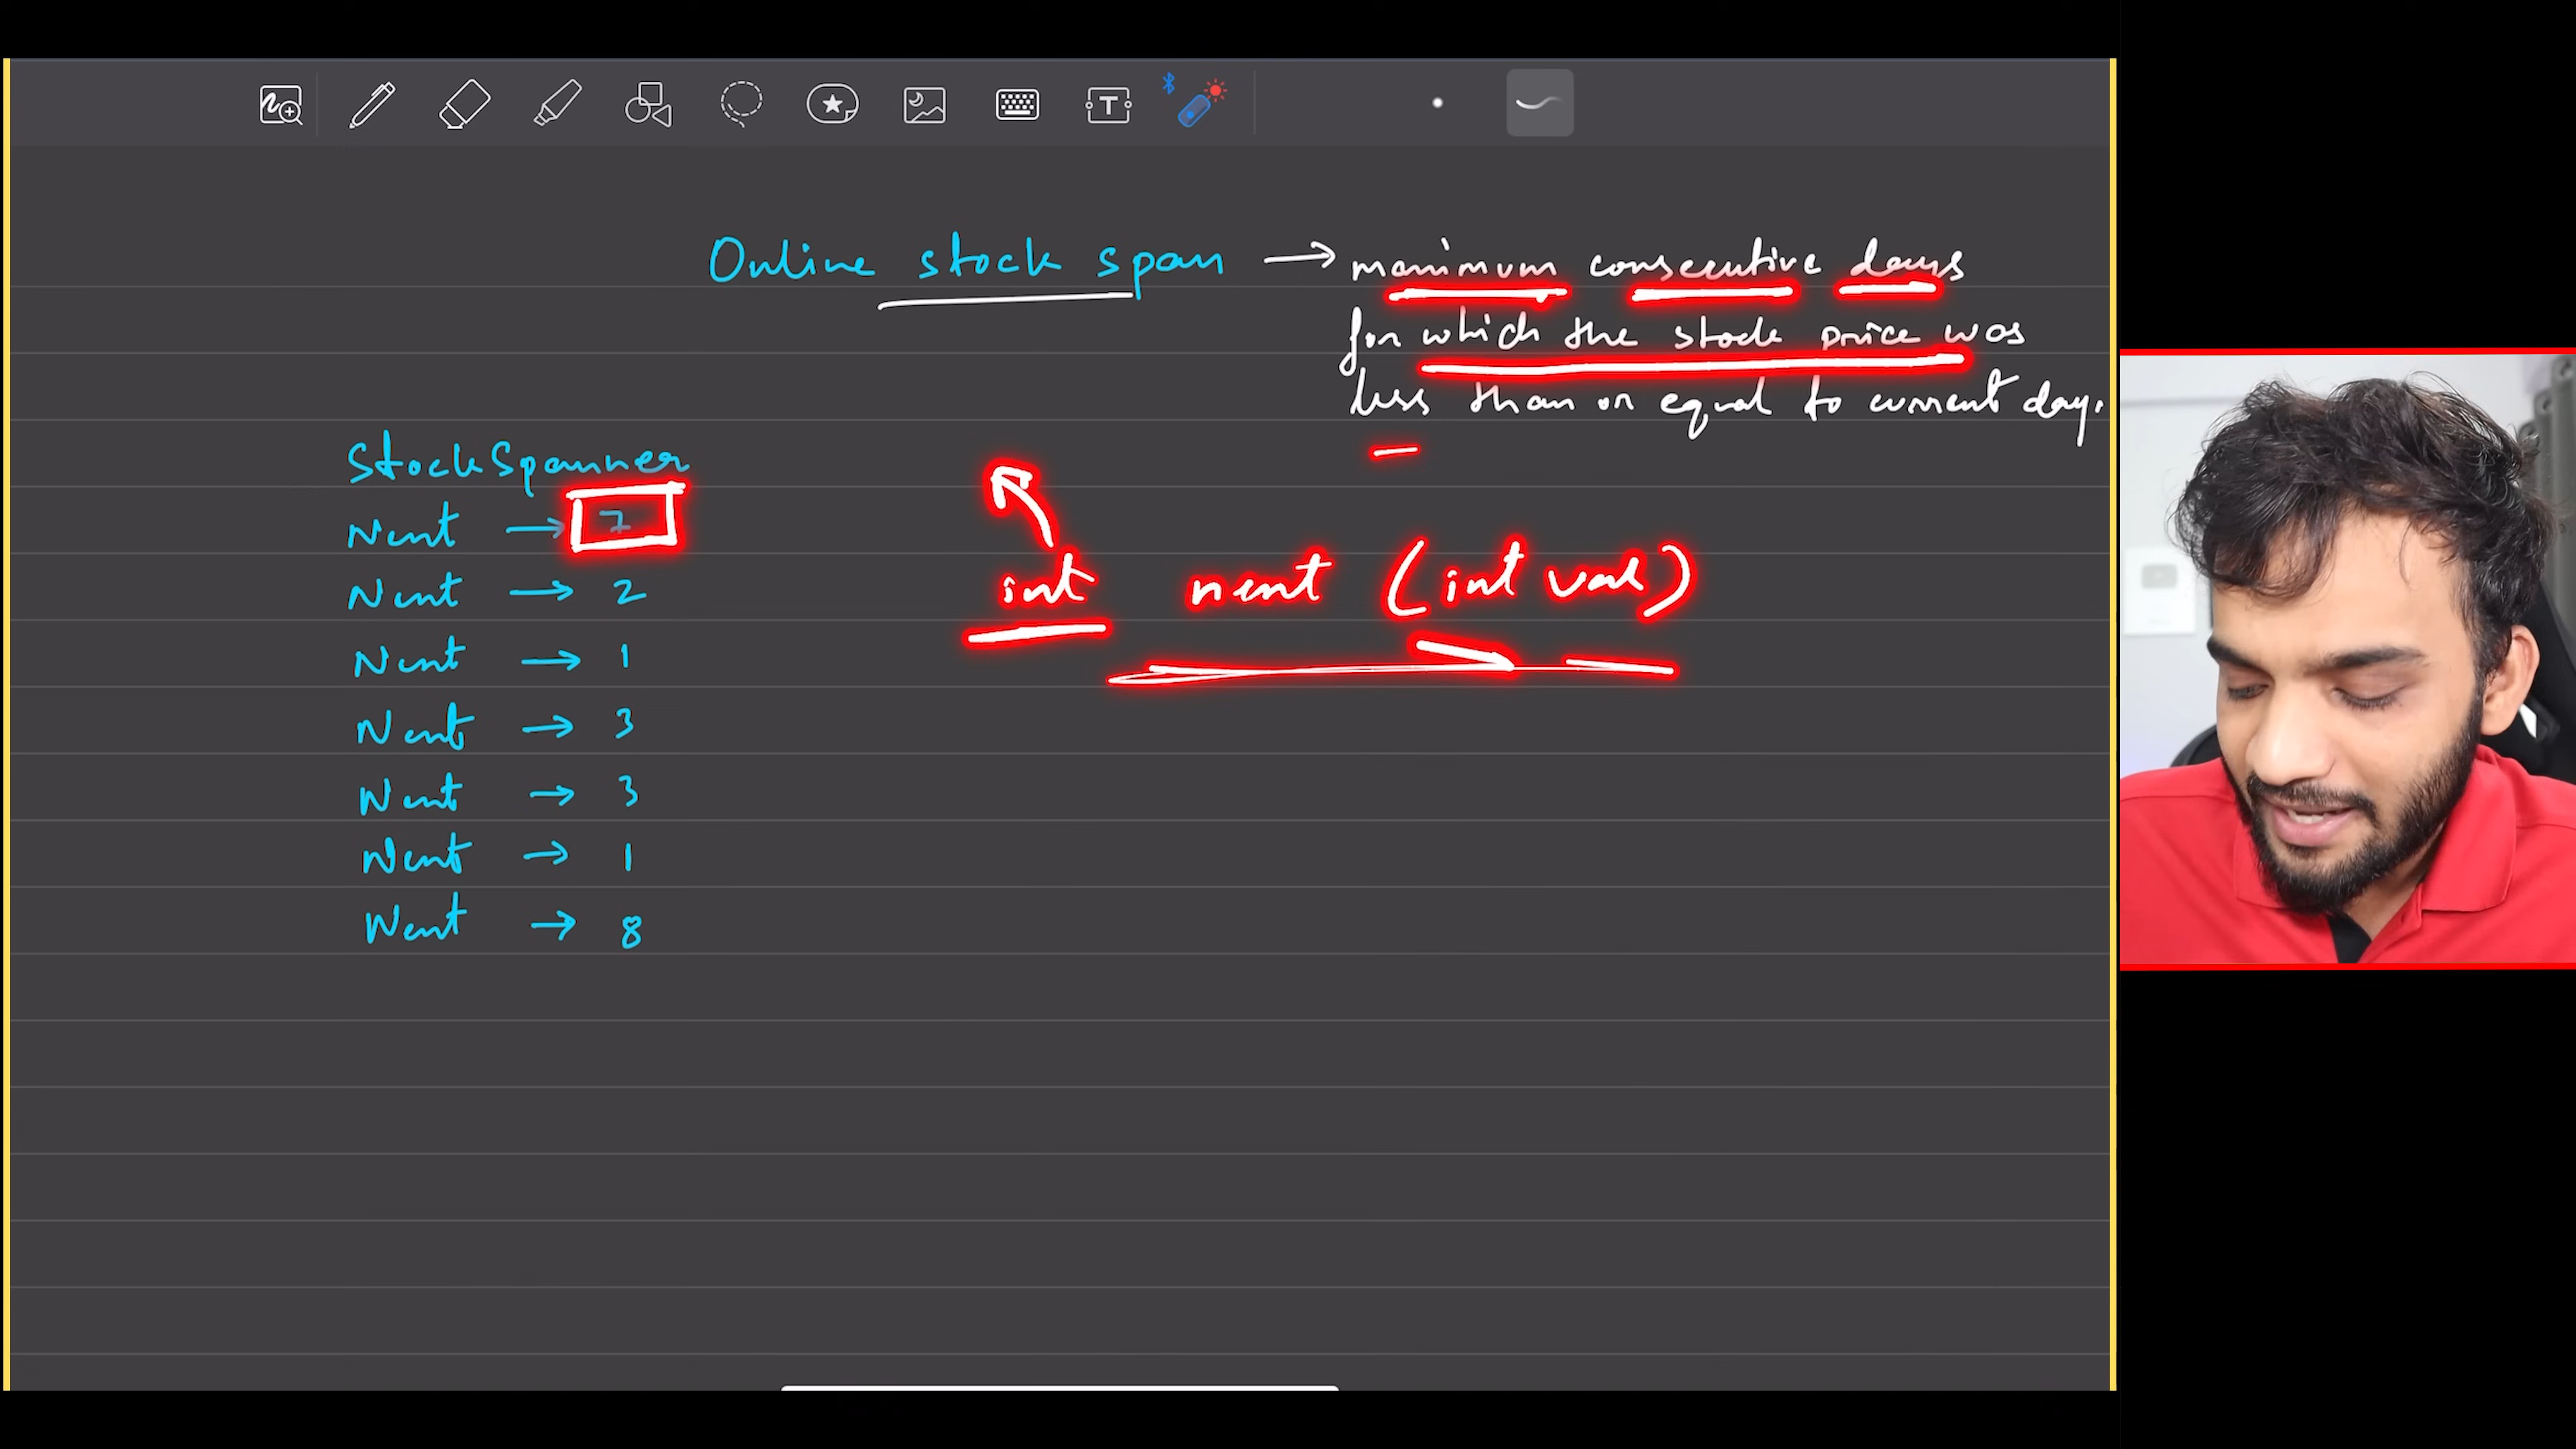 Online stock span → maximum consecutive days
for which the stock price was
less than or equal to current day.
StockSpanner
Next → 7
Next → 2
Next → 1
Next → 3
Next → 3
Next → 1
Next → 8
int next (int val)